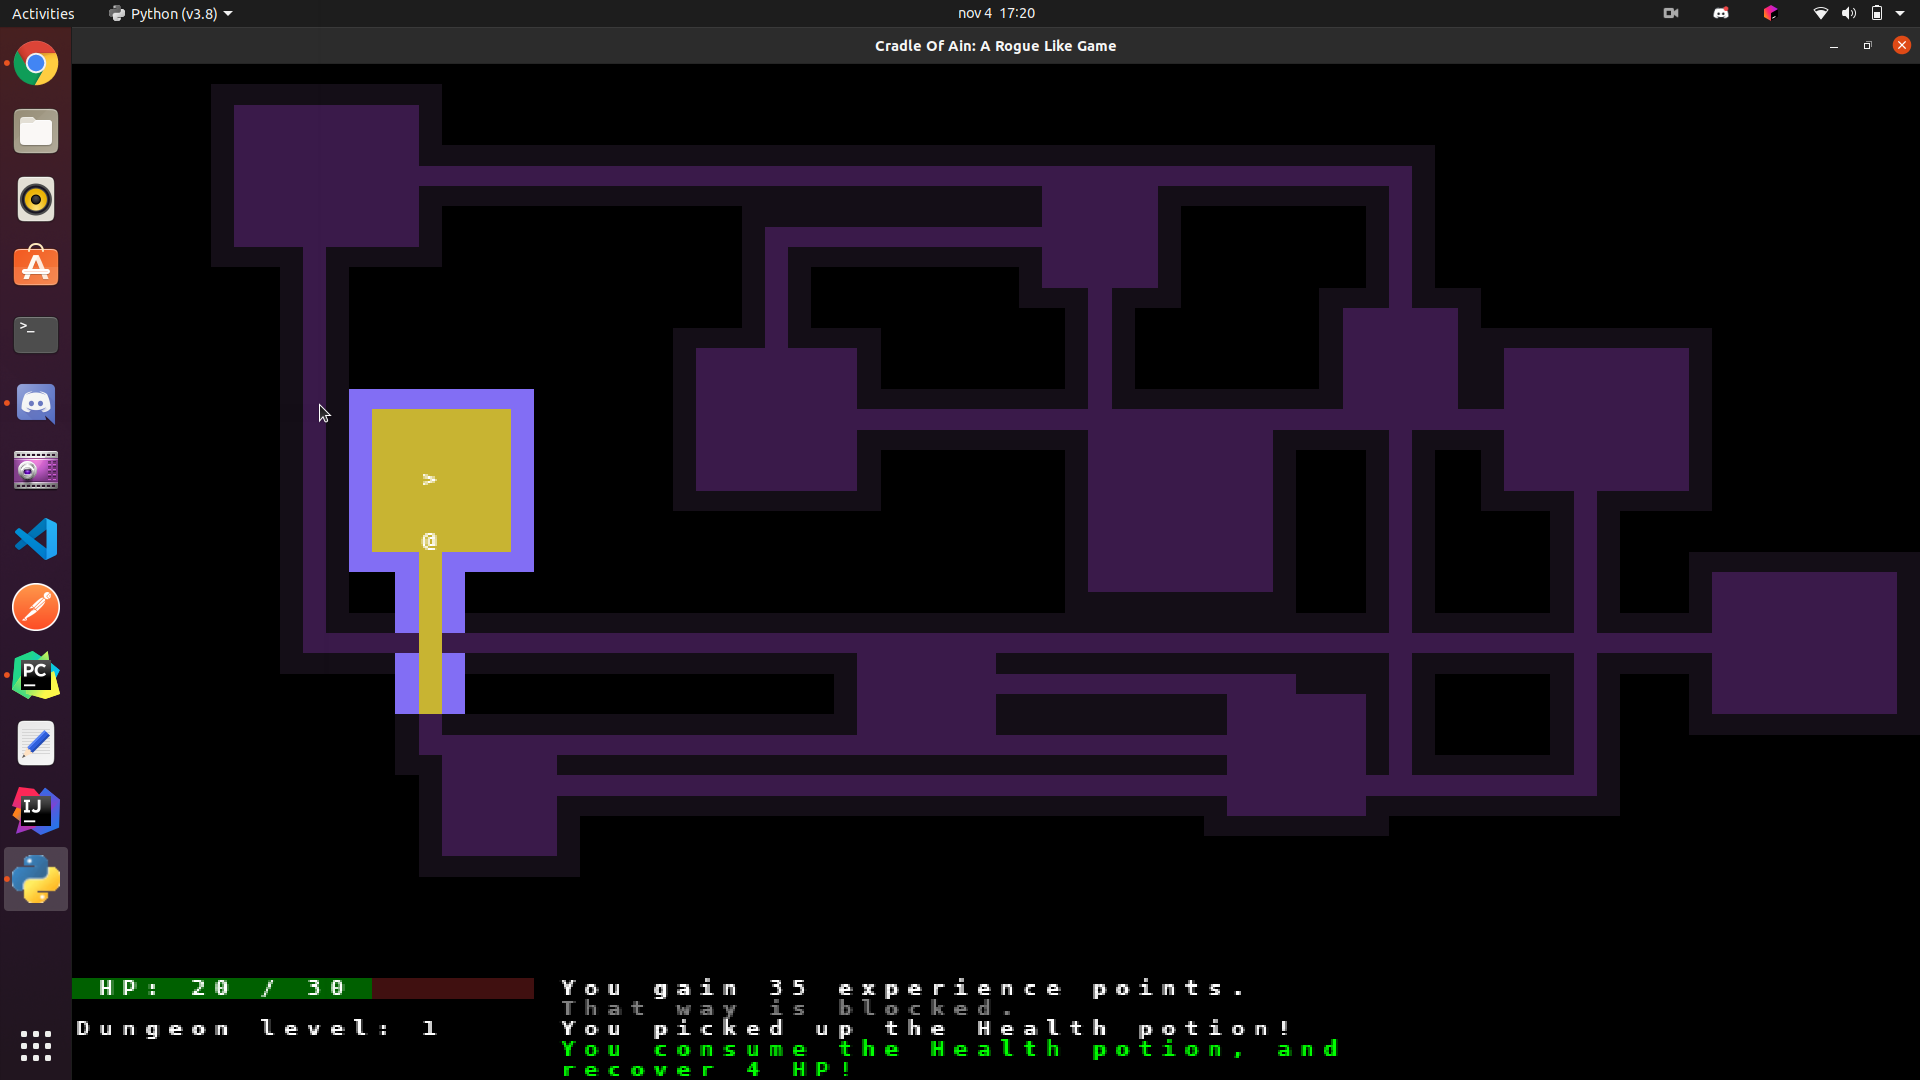 Activities
Python (v3.8)
nov 4 17:20
Cradle Of Ain: A Rogue Like Game
>_
>
@
PC
IJ
HP: 20 / 30
Dungeon level: 1
You gain 35 experience points.
That way is blocked.
You picked up the Health potion!
You consume the Health potion, and
recover 4 HP!